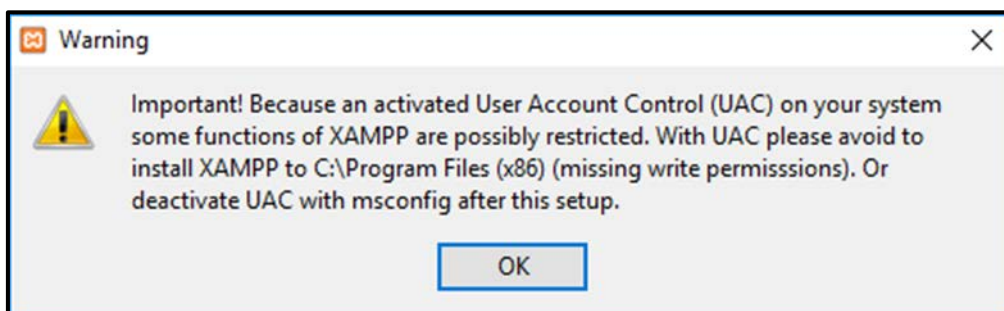 Warning
Important! Because an activated User Account Control (UAC) on your system
some functions of XAMPP are possibly restricted. With UAC please avoid to
install XAMPP to C:\Program Files (x86) (missing write permisssions). Or
deactivate UAC with msconfig after this setup.
OK